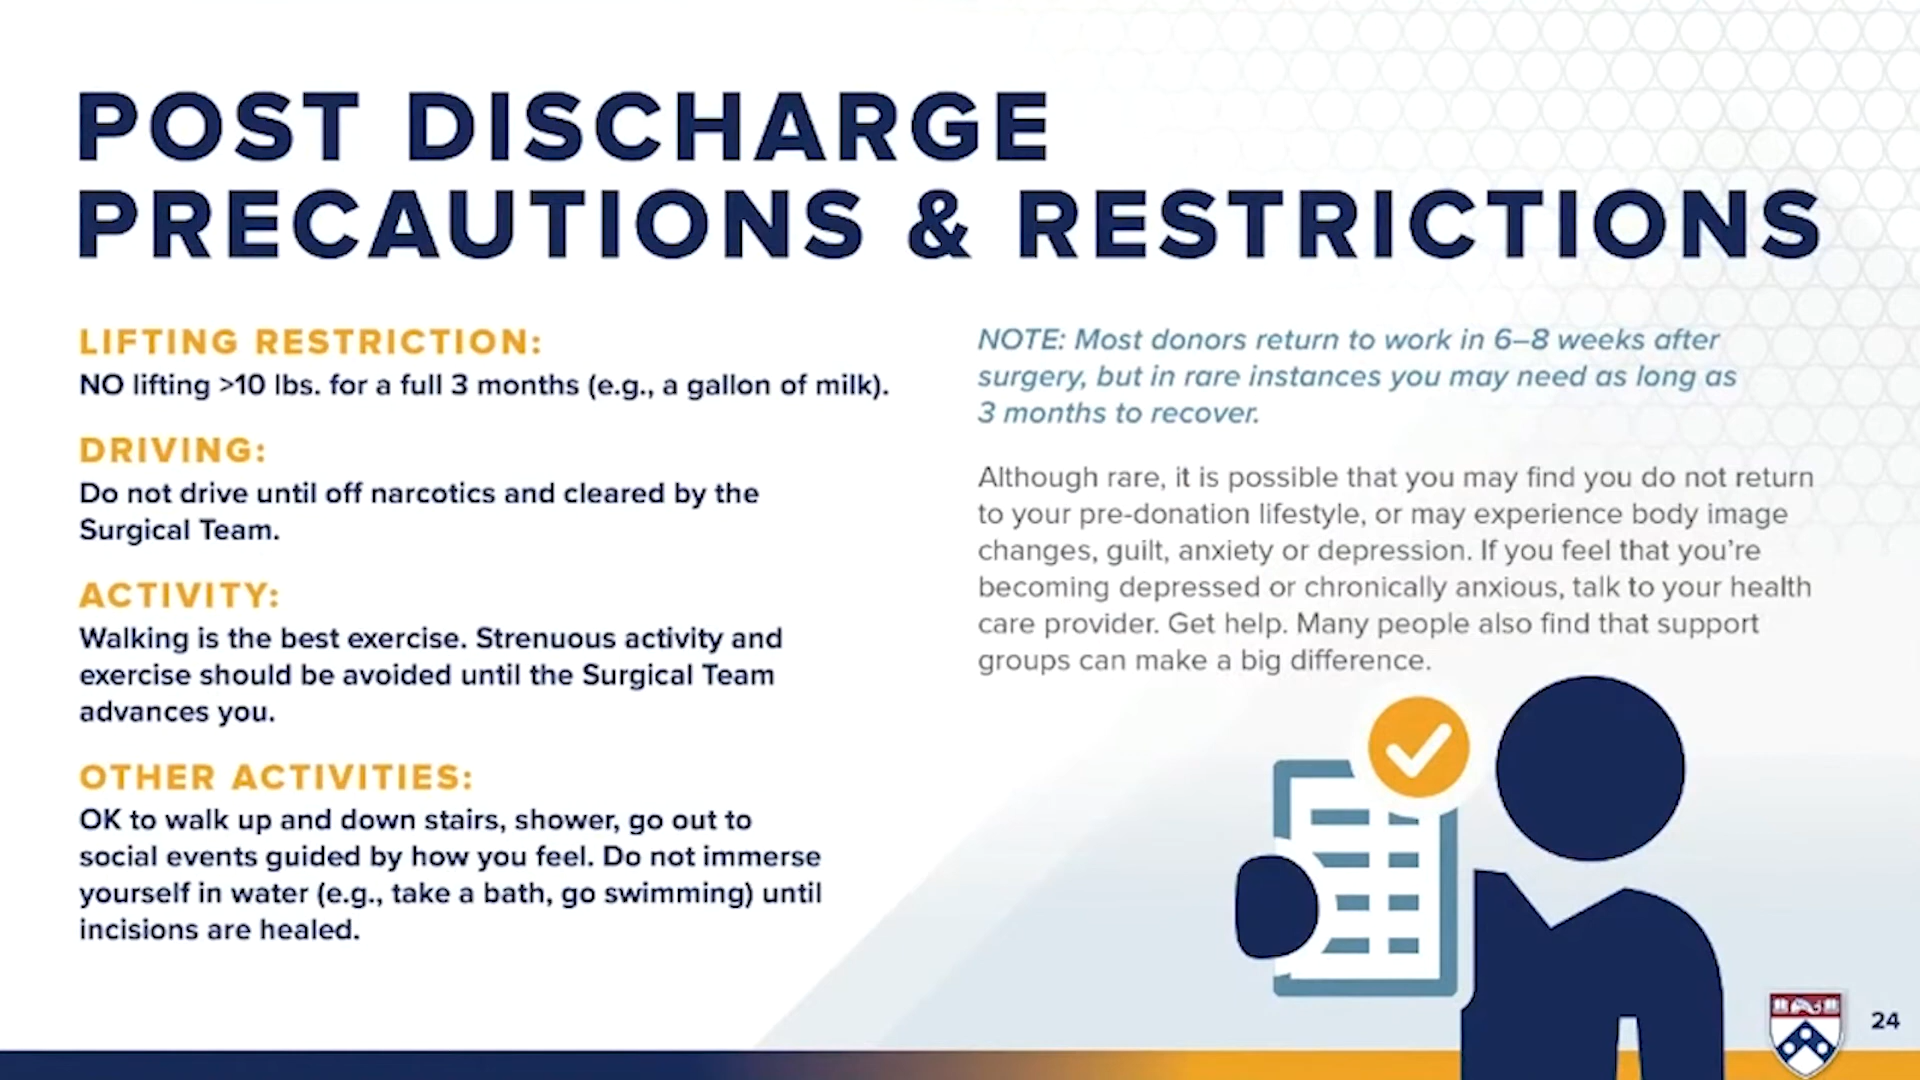 POST DISCHARGE
PRECAUTIONS & RESTRICTIONS
LIFTING RESTRICTION:
NO lifting >10 lbs. for a full 3 months (e.g., a gallon of milk).
DRIVING:
Do not drive until off narcotics and cleared by the
Surgical Team.
ACTIVITY:
Walking is the best exercise. Strenuous activity and
exercise should be avoided until the Surgical Team
advances you.
OTHER ACTIVITIES:
OK to walk up and down stairs, shower, go out to
social events guided by how you feel. Do not immerse
yourself in water (e.g., take a bath, go swimming) until
incisions are healed.
NOTE: Most donors return to work in 6–8 weeks after
surgery, but in rare instances you may need as long as
3 months to recover.
Although rare, it is possible that you may find you do not return
to your pre-donation lifestyle, or may experience body image
changes, guilt, anxiety or depression. If you feel that you’re
becoming depressed or chronically anxious, talk to your health
care provider. Get help. Many people also find that support
groups can make a big difference.
24